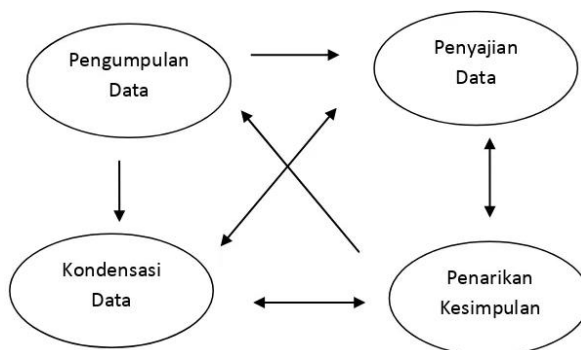 Pengumpulan
Data
Penyajian
Data
Kondensasi
Data
Penarikan
Kesimpulan